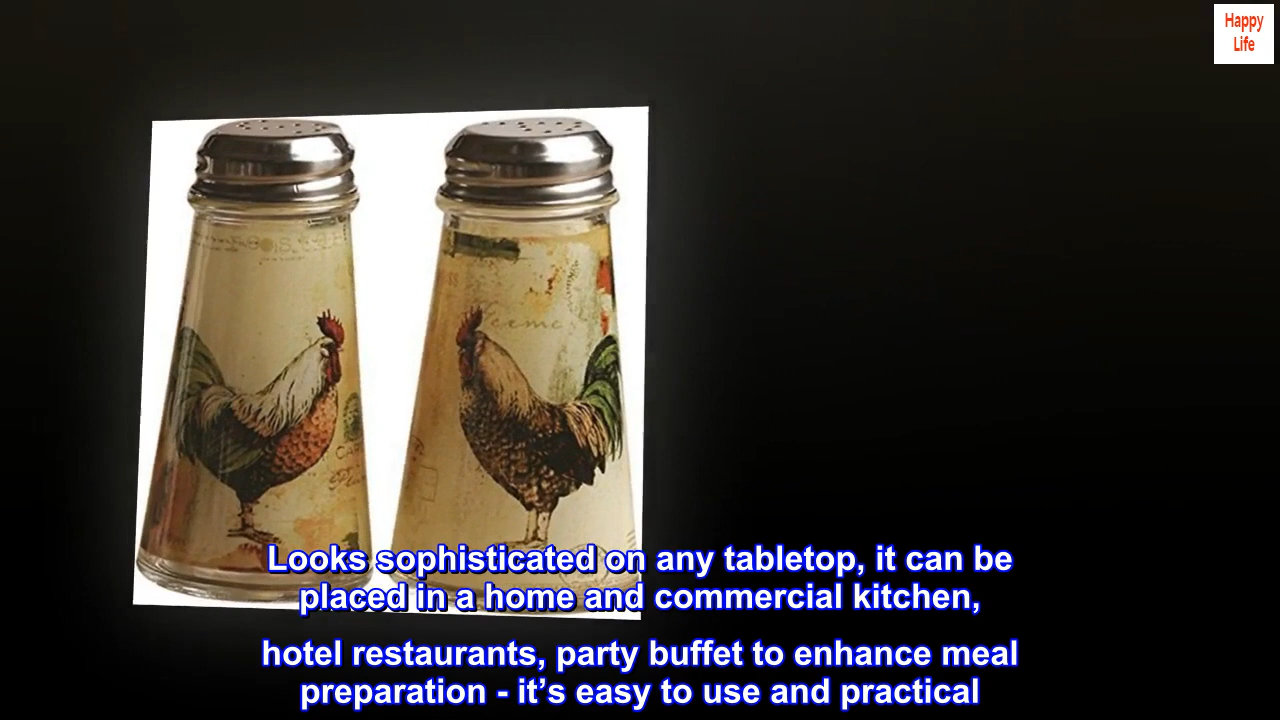 Happy
Life
Looks sophisticated on any tabletop, it can be
placed in a home and commercial kitchen,
hotel restaurants, party buffet to enhance meal
preparation - it’s easy to use and practical